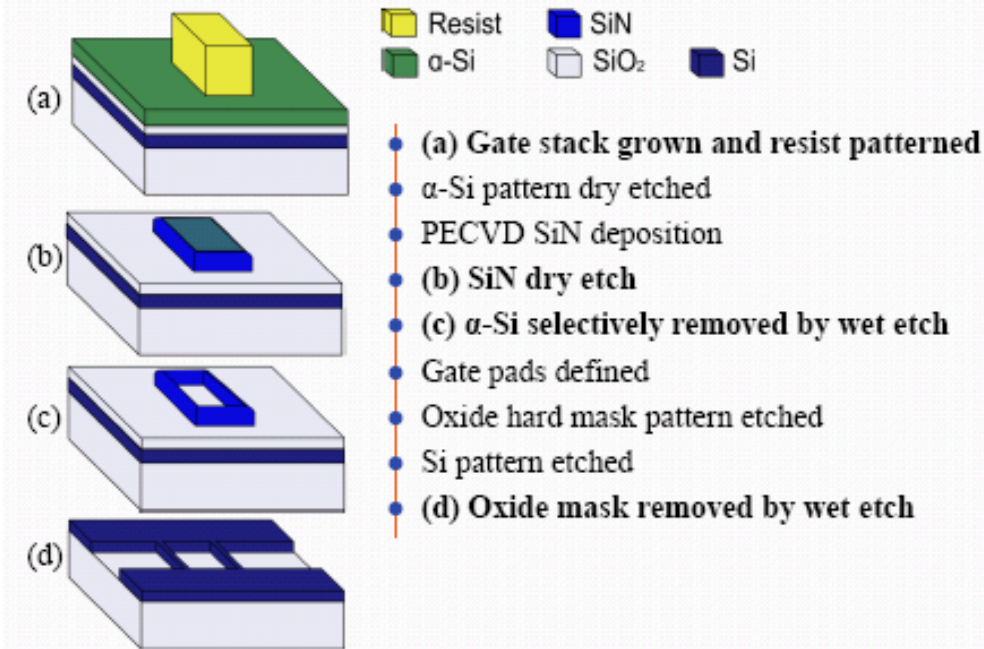 Resist
SiN
α-Si
SiO₂
Si
(a)
(a) Gate stack grown and resist patterned
α-Si pattern dry etched
PECVD SiN deposition
(b)
(b) SiN dry etch
(c) α-Si selectively removed by wet etch
Gate pads defined
(c)
Oxide hard mask pattern etched
Si pattern etched
(d) Oxide mask removed by wet etch
(d)